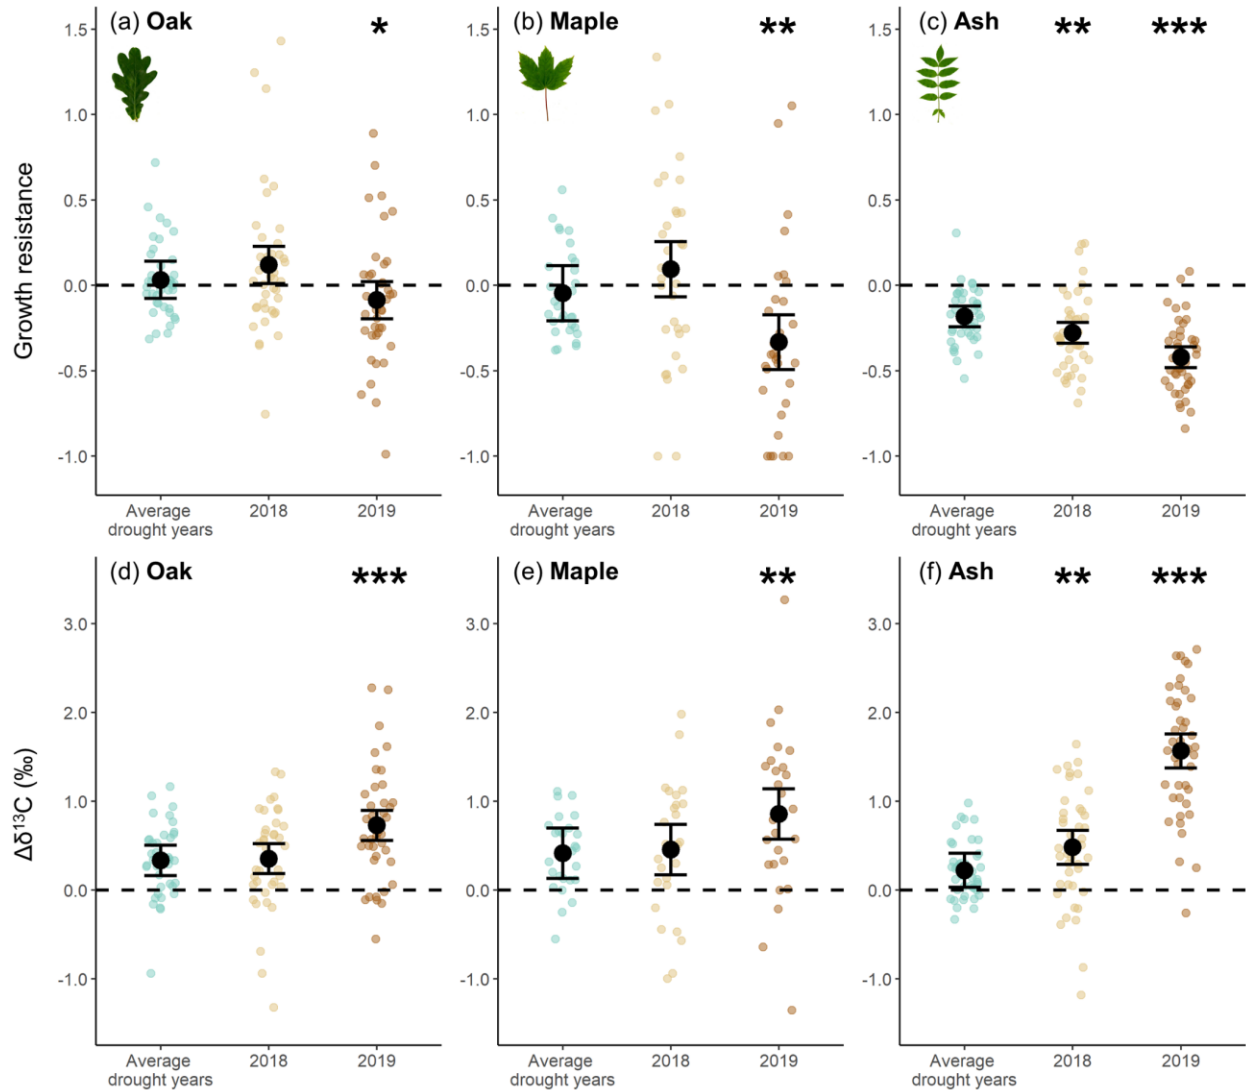 (a) Oak
*
(b) Maple
**
(c) Ash
** ***
Growth resistance
1.5
1.0
0.5
0.0
-0.5
-1.0
Average
drought years
2018
2019
1.5
1.0
0.5
0.0
-0.5
-1.0
Average
drought years
2018
2019
1.5
1.0
0.5
0.0
-0.5
-1.0
Average
drought years
2018
2019
(d) Oak
***
(e) Maple
**
(f) Ash
** ***
Δδ¹³C (‰)
3.0
2.0
1.0
0.0
-1.0
Average
drought years
2018
2019
3.0
2.0
1.0
0.0
-1.0
Average
drought years
2018
2019
3.0
2.0
1.0
0.0
-1.0
Average
drought years
2018
2019